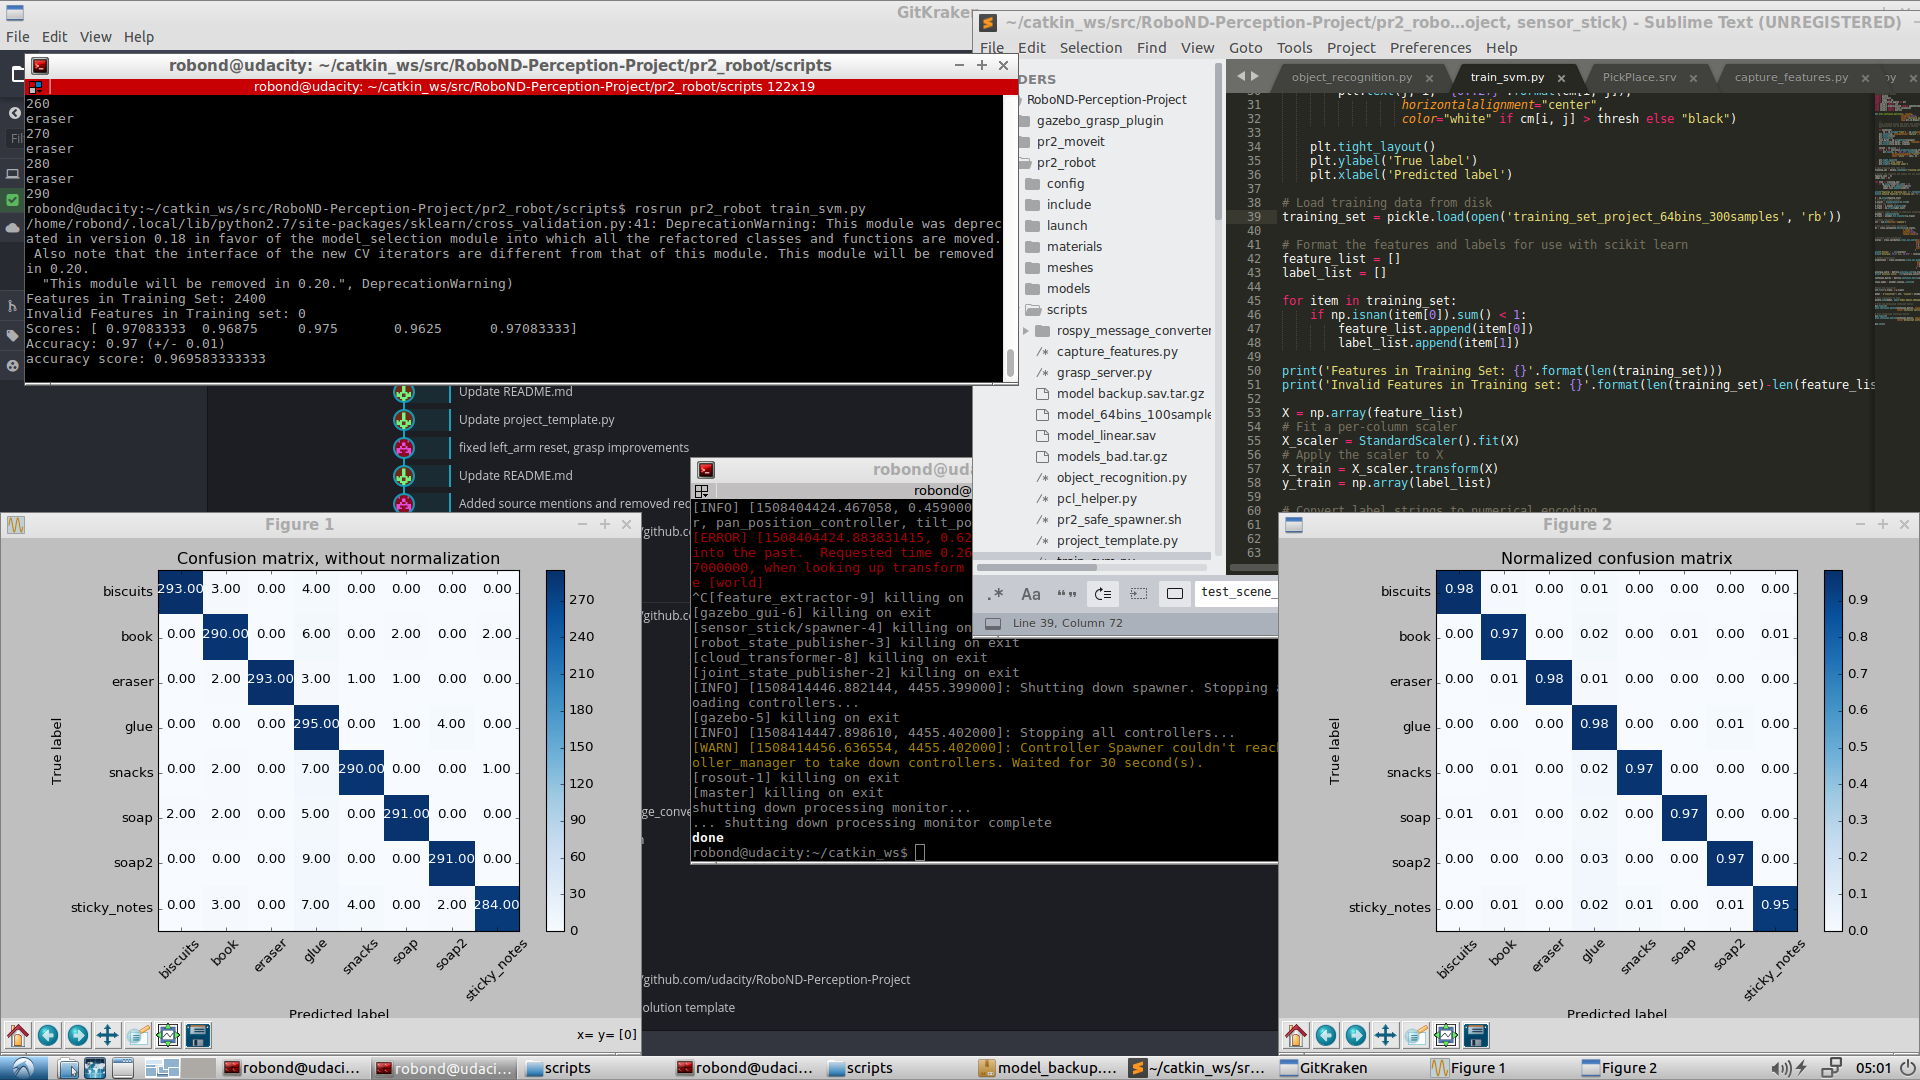 GitKraken
File Edit View Help
robond@udacity: ~/catkin_ws/src/RoboND-Perception-Project/pr2_robot/scripts
robond@udacity: ~/catkin_ws/src/RoboND-Perception-Project/pr2_robot/scripts 122x19
260
eraser
270
eraser
280
eraser
290
robond@udacity:~/catkin_ws/src/RoboND-Perception-Project/pr2_robot/scripts$ rosrun pr2_robot train_svm.py
/home/robond/.local/lib/python2.7/site-packages/sklearn/cross_validation.py:41: DeprecationWarning: This module was deprec
ated in version 0.18 in favor of the model_selection module into which all the refactored classes and functions are moved.
Also note that the interface of the new CV iterators are different from that of this module. This module will be removed
in 0.20.
"This module will be removed in 0.20.", DeprecationWarning)
Features in Training Set: 2400
Invalid Features in Training set: 0
Scores: [ 0.97083333 0.96875 0.975 0.9625 0.97083333]
Accuracy: 0.97 (+/- 0.01)
accuracy score: 0.969583333333
Update README.md
Update project_template.py
fixed left_arm reset, grasp improvements
Update README.md
Added source mentions and removed rec
~/catkin_ws/src/RoboND-Perception-Project/pr2_robo...oject, sensor_stick) - Sublime Text (UNREGISTERED)
File Edit Selection Find View Goto Tools Project Preferences Help
DERS
RoboND-Perception-Project
gazebo_grasp_plugin
pr2_moveit
pr2_robot
config
include
launch
materials
meshes
models
scripts
rospy_message_converter
capture_features.py
grasp_server.py
model backup.sav.tar.gz
model_64bins_100sample
model_linear.sav
models_bad.tar.gz
object_recognition.py
pcl_helper.py
pr2_safe_spawner.sh
project_template.py
object_recognition.py train_svm.py PickPlace.srv capture_features.py py
31 horizontalalignment="center",
32 color="white" if cm[i, j] > thresh else "black")
33
34 plt.tight_layout()
35 plt.ylabel('True label')
36 plt.xlabel('Predicted label')
37
38 # Load training data from disk
39 training_set = pickle.load(open('training_set_project_64bins_300samples', 'rb'))
40
41 # Format the features and labels for use with scikit learn
42 feature_list = []
43 label_list = []
44
45 for item in training_set:
46 if np.isnan(item[0]).sum() < 1:
47 feature_list.append(item[0])
48 label_list.append(item[1])
49
50 print('Features in Training Set: {}'.format(len(training_set)))
51 print('Invalid Features in Training set: {}'.format(len(training_set)-len(feature_lis
52
53 X = np.array(feature_list)
54 # Fit a per-column scaler
55 X_scaler = StandardScaler().fit(X)
56 # Apply the scaler to X
57 X_train = X_scaler.transform(X)
58 y_train = np.array(label_list)
59
60 # Convert label strings to numerical encoding
61
62
63
.* Aa “” test_scene_
Line 39, Column 72
robond@uda
robond@
[INFO] [1508404424.467058, 0.459000
r, pan_position_controller, tilt_po
[ERROR] [1508404424.883831415, 0.62
into the past. Requested time 0.26
7000000, when looking up transform
e [world]
^C[feature_extractor-9] killing on
[gazebo_gui-6] killing on exit
[sensor_stick/spawner-4] killing on
[robot_state_publisher-3] killing on exit
[cloud_transformer-8] killing on exit
[joint_state_publisher-2] killing on exit
[INFO] [1508414446.882144, 4455.399000]: Shutting down spawner. Stopping a
oading controllers...
[gazebo-5] killing on exit
[INFO] [1508414447.898610, 4455.402000]: Stopping all controllers...
[WARN] [1508414456.636554, 4455.402000]: Controller Spawner couldn't reac
oller_manager to take down controllers. Waited for 30 second(s).
[rosout-1] killing on exit
[master] killing on exit
shutting down processing monitor...
... shutting down processing monitor complete
done
robond@udacity:~/catkin_ws$
/github.c
/github.c
ge_conve
/github.com/udacity/RoboND-Perception-Project
olution template
Figure 1
Confusion matrix, without normalization
biscuits 293.00 3.00 0.00 4.00 0.00 0.00 0.00 0.00
book 0.00 290.00 0.00 6.00 0.00 2.00 0.00 2.00
eraser 0.00 2.00 293.00 3.00 1.00 1.00 0.00 0.00
glue 0.00 0.00 0.00 295.00 0.00 1.00 4.00 0.00
snacks 0.00 2.00 0.00 7.00 290.00 0.00 0.00 1.00
soap 2.00 2.00 0.00 5.00 0.00 291.00 0.00 0.00
soap2 0.00 0.00 0.00 9.00 0.00 0.00 291.00 0.00
sticky_notes 0.00 3.00 0.00 7.00 4.00 0.00 2.00 284.00
True label
biscuits book eraser glue snacks soap soap2 sticky_notes
Predicted label
270
240
210
180
150
120
90
60
30
0
x= y= [0]
Figure 2
Normalized confusion matrix
biscuits 0.98 0.01 0.00 0.01 0.00 0.00 0.00 0.00
book 0.00 0.97 0.00 0.02 0.00 0.01 0.00 0.01
eraser 0.00 0.01 0.98 0.01 0.00 0.00 0.00 0.00
glue 0.00 0.00 0.00 0.98 0.00 0.00 0.01 0.00
snacks 0.00 0.01 0.00 0.02 0.97 0.00 0.00 0.00
soap 0.01 0.01 0.00 0.02 0.00 0.97 0.00 0.00
soap2 0.00 0.00 0.00 0.03 0.00 0.00 0.97 0.00
sticky_notes 0.00 0.01 0.00 0.02 0.01 0.00 0.01 0.95
True label
biscuits book eraser glue snacks soap soap2 sticky_notes
Predicted label
0.9
0.8
0.7
0.6
0.5
0.4
0.3
0.2
0.1
0.0
robond@udaci... robond@udaci... scripts robond@udaci... scripts model_backup.... ~/catkin_ws/sr... GitKraken Figure 1 Figure 2 05:01